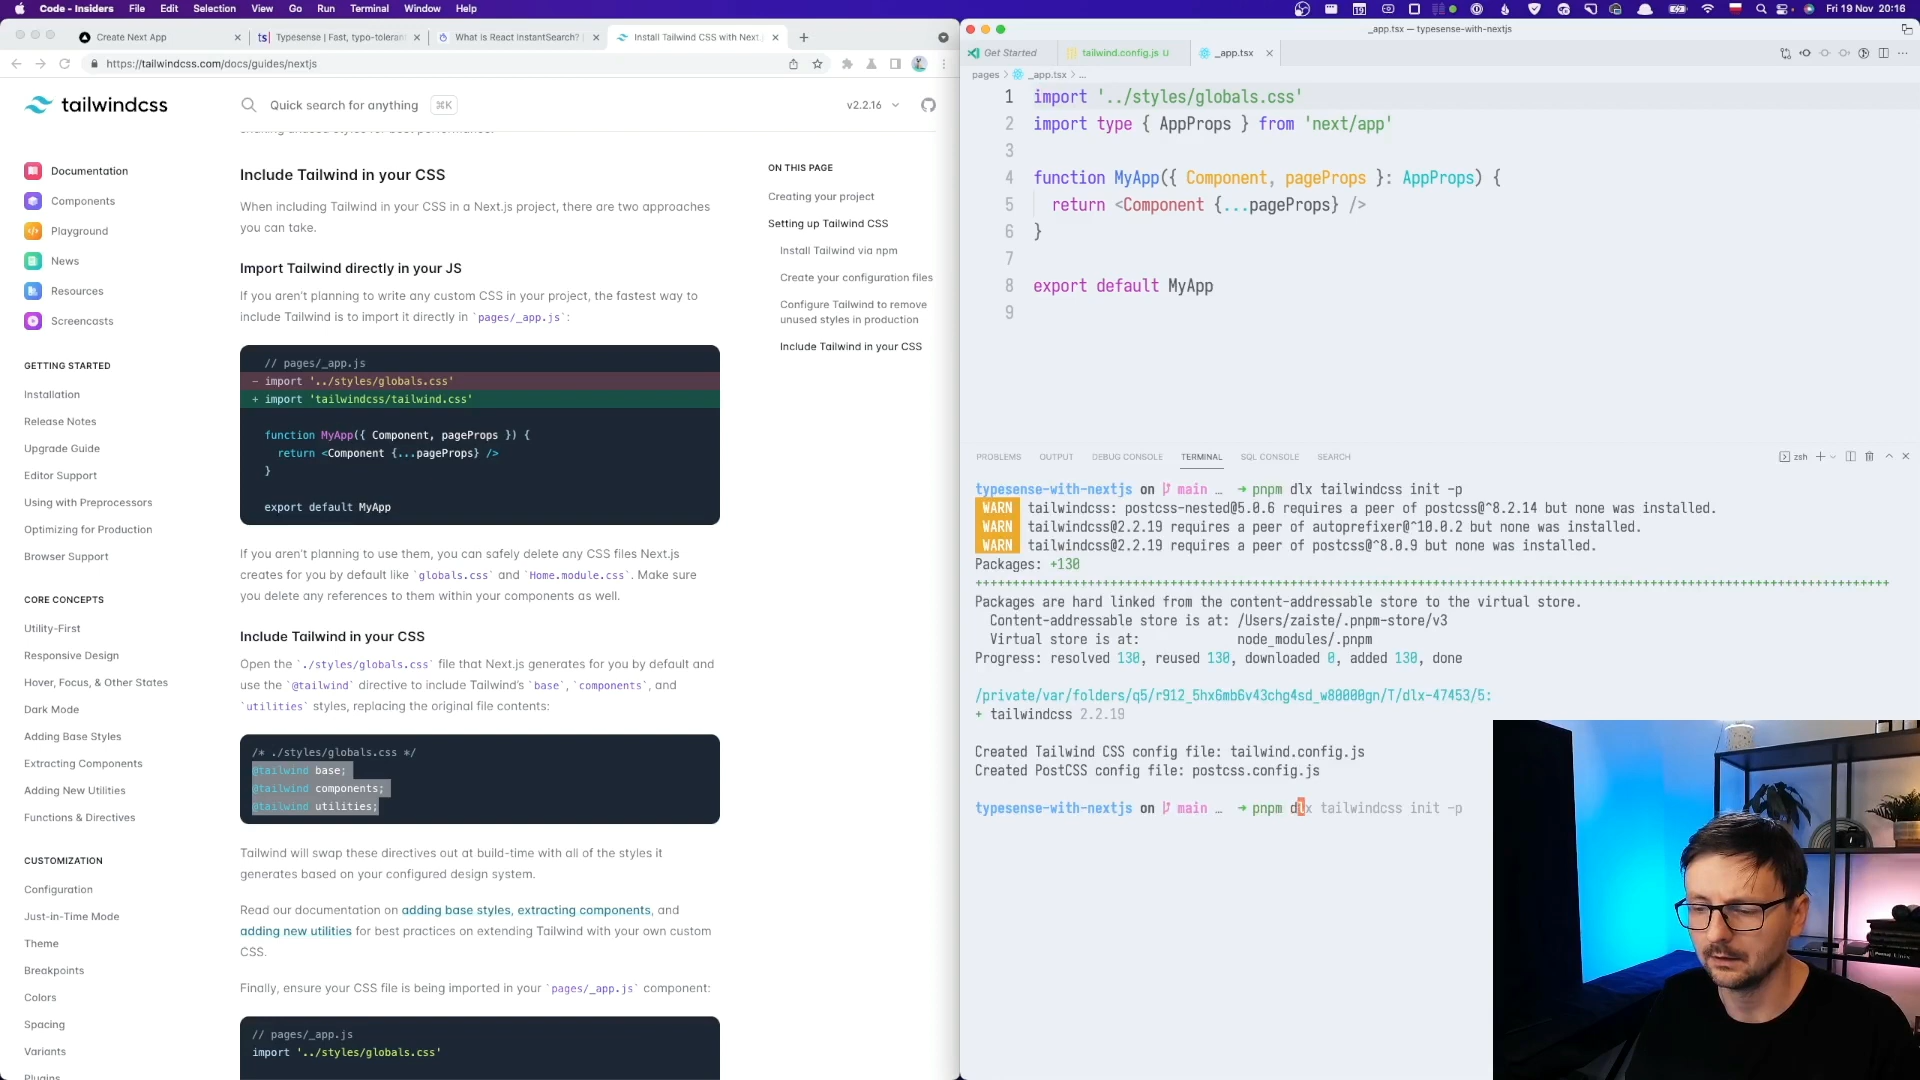 Code - Insiders File Edit Selection View Go Run Terminal Window Help
Fri 19 Nov 20:16
Create Next App
Typesense | Fast, typo-toleran
What is React InstantSearch? |
Install Tailwind CSS with Next.
https://tailwindcss.com/docs/guides/nextjs
tailwindcss
Quick search for anything
⌘K
v2.2.16
Documentation
Components
Playground
News
Resources
Screencasts
GETTING STARTED
Installation
Release Notes
Upgrade Guide
Editor Support
Using with Preprocessors
Optimizing for Production
Browser Support
CORE CONCEPTS
Utility-First
Responsive Design
Hover, Focus, & Other States
Dark Mode
Adding Base Styles
Extracting Components
Adding New Utilities
Functions & Directives
CUSTOMIZATION
Configuration
Just-in-Time Mode
Theme
Breakpoints
Colors
Spacing
Variants
Plugins
Include Tailwind in your CSS
When including Tailwind in your CSS in a Next.js project, there are two approaches
you can take.
Import Tailwind directly in your JS
If you aren't planning to write any custom CSS in your project, the fastest way to
include Tailwind is to import it directly in `pages/_app.js`:
// pages/_app.js
- import '../styles/globals.css'
+ import 'tailwindcss/tailwind.css'
function MyApp({ Component, pageProps }) {
return <Component {...pageProps} />
}
export default MyApp
If you aren't planning to use them, you can safely delete any CSS files Next.js
creates for you by default like `globals.css` and `Home.module.css`. Make sure
you delete any references to them within your components as well.
Include Tailwind in your CSS
Open the `./styles/globals.css` file that Next.js generates for you by default and
use the `@tailwind` directive to include Tailwind's `base`, `components`, and
`utilities` styles, replacing the original file contents:
/* ./styles/globals.css */
@tailwind base;
@tailwind components;
@tailwind utilities;
Tailwind will swap these directives out at build-time with all of the styles it
generates based on your configured design system.
Read our documentation on adding base styles, extracting components, and
adding new utilities for best practices on extending Tailwind with your own custom
CSS.
Finally, ensure your CSS file is being imported in your `pages/_app.js` component:
// pages/_app.js
import '../styles/globals.css'
ON THIS PAGE
Creating your project
Setting up Tailwind CSS
Install Tailwind via npm
Create your configuration files
Configure Tailwind to remove
unused styles in production
Include Tailwind in your CSS
_app.tsx — typesense-with-nextjs
Get Started
tailwind.config.js U
_app.tsx
pages > _app.tsx > ...
1 import '../styles/globals.css'
2 import type { AppProps } from 'next/app'
3
4 function MyApp({ Component, pageProps }: AppProps) {
5 return <Component {...pageProps} />
6 }
7
8 export default MyApp
9
PROBLEMS OUTPUT DEBUG CONSOLE TERMINAL SQL CONSOLE SEARCH
zsh
typesense-with-nextjs on main … ➜ pnpm dlx tailwindcss init -p
WARN tailwindcss: postcss-nested@5.0.6 requires a peer of postcss@^8.2.14 but none was installed.
WARN tailwindcss@2.2.19 requires a peer of autoprefixer@^10.0.2 but none was installed.
WARN tailwindcss@2.2.19 requires a peer of postcss@^8.0.9 but none was installed.
Packages: +130
++++++++++++++++++++++++++++++++++++++++++++++++++++++++++++++++++++++++++++++++++++++++++++++++++++++++++++++++++++++++++
Packages are hard linked from the content-addressable store to the virtual store.
Content-addressable store is at: /Users/zaiste/.pnpm-store/v3
Virtual store is at: node_modules/.pnpm
Progress: resolved 130, reused 130, downloaded 0, added 130, done
/private/var/folders/q5/r912_5hx6mb6v43chg4sd_w80000gn/T/dlx-47453/5:
+ tailwindcss 2.2.19
Created Tailwind CSS config file: tailwind.config.js
Created PostCSS config file: postcss.config.js
typesense-with-nextjs on main … ➜ pnpm dlx tailwindcss init -p